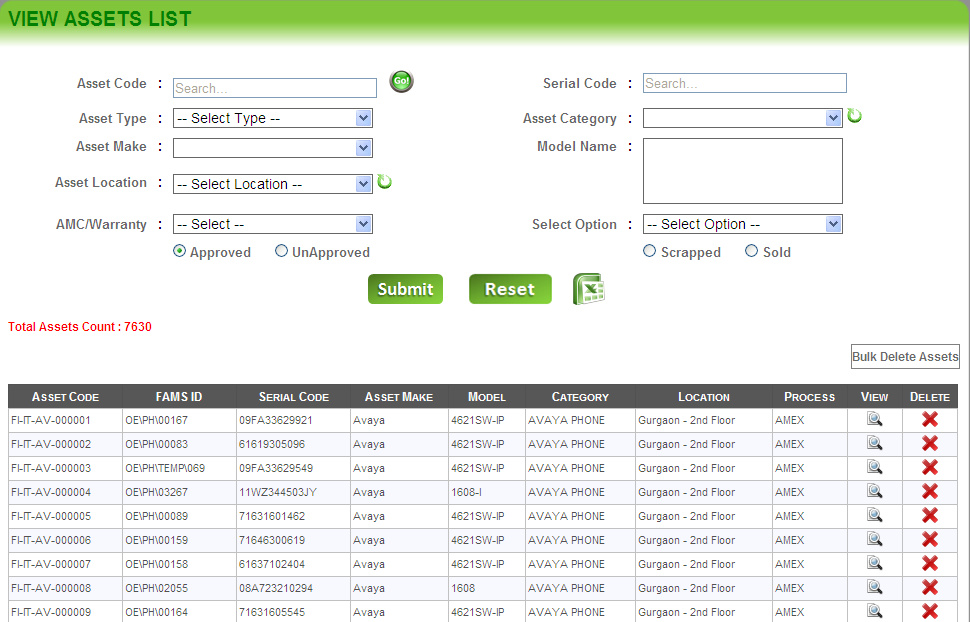 VIEW ASSETS LIST
Asset Code : Search... Go! Serial Code : Search...
Asset Type : -- Select Type -- Asset Category :
Asset Make : Model Name :
Asset Location : -- Select Location --
AMC/Warranty : -- Select -- Select Option : -- Select Option --
Approved UnApproved Scrapped Sold
Submit Reset
Total Assets Count : 7630
Bulk Delete Assets
ASSET CODE FAMS ID SERIAL CODE ASSET MAKE MODEL CATEGORY LOCATION PROCESS VIEW DELETE
FI-IT-AV-000001 OE\PH\00167 09FA33629921 Avaya 4621SW-IP AVAYA PHONE Gurgaon - 2nd Floor AMEX
FI-IT-AV-000002 OE\PH\00083 61619305096 Avaya 4621SW-IP AVAYA PHONE Gurgaon - 2nd Floor AMEX
FI-IT-AV-000003 OE\PH\TEMP\069 09FA33629549 Avaya 4621SW-IP AVAYA PHONE Gurgaon - 2nd Floor AMEX
FI-IT-AV-000004 OE\PH\03267 11WZ344503JY Avaya 1608-I AVAYA PHONE Gurgaon - 2nd Floor AMEX
FI-IT-AV-000005 OE\PH\00089 71631601462 Avaya 4621SW-IP AVAYA PHONE Gurgaon - 2nd Floor AMEX
FI-IT-AV-000006 OE\PH\00159 71646300619 Avaya 4621SW-IP AVAYA PHONE Gurgaon - 2nd Floor AMEX
FI-IT-AV-000007 OE\PH\00158 61637102404 Avaya 4621SW-IP AVAYA PHONE Gurgaon - 2nd Floor AMEX
FI-IT-AV-000008 OE\PH\02055 08A723210294 Avaya 1608 AVAYA PHONE Gurgaon - 2nd Floor AMEX
FI-IT-AV-000009 OE\PH\00164 71631605545 Avaya 4621SW-IP AVAYA PHONE Gurgaon - 2nd Floor AMEX